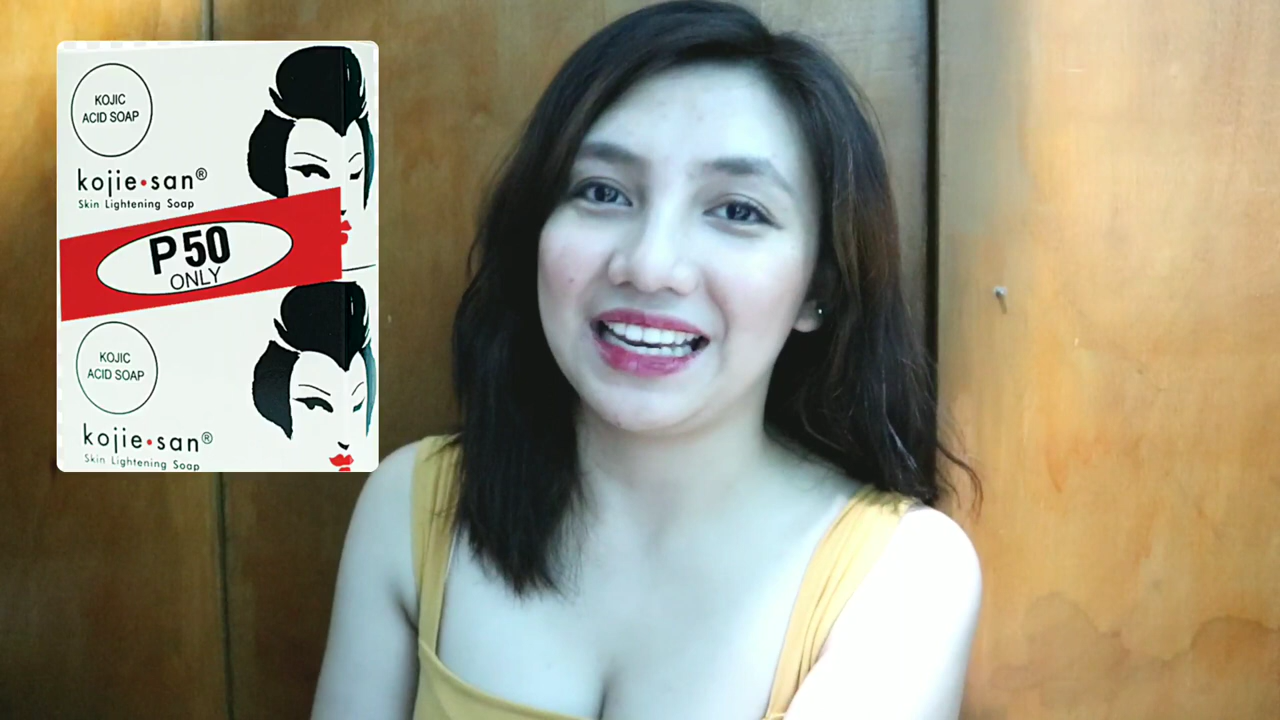 KOJIC
ACID SOAP
kojie•san®
Skin Lightening Soap
P50
ONLY
KOJIC
ACID SOAP
kojie•san®
Skin Lightening Soap